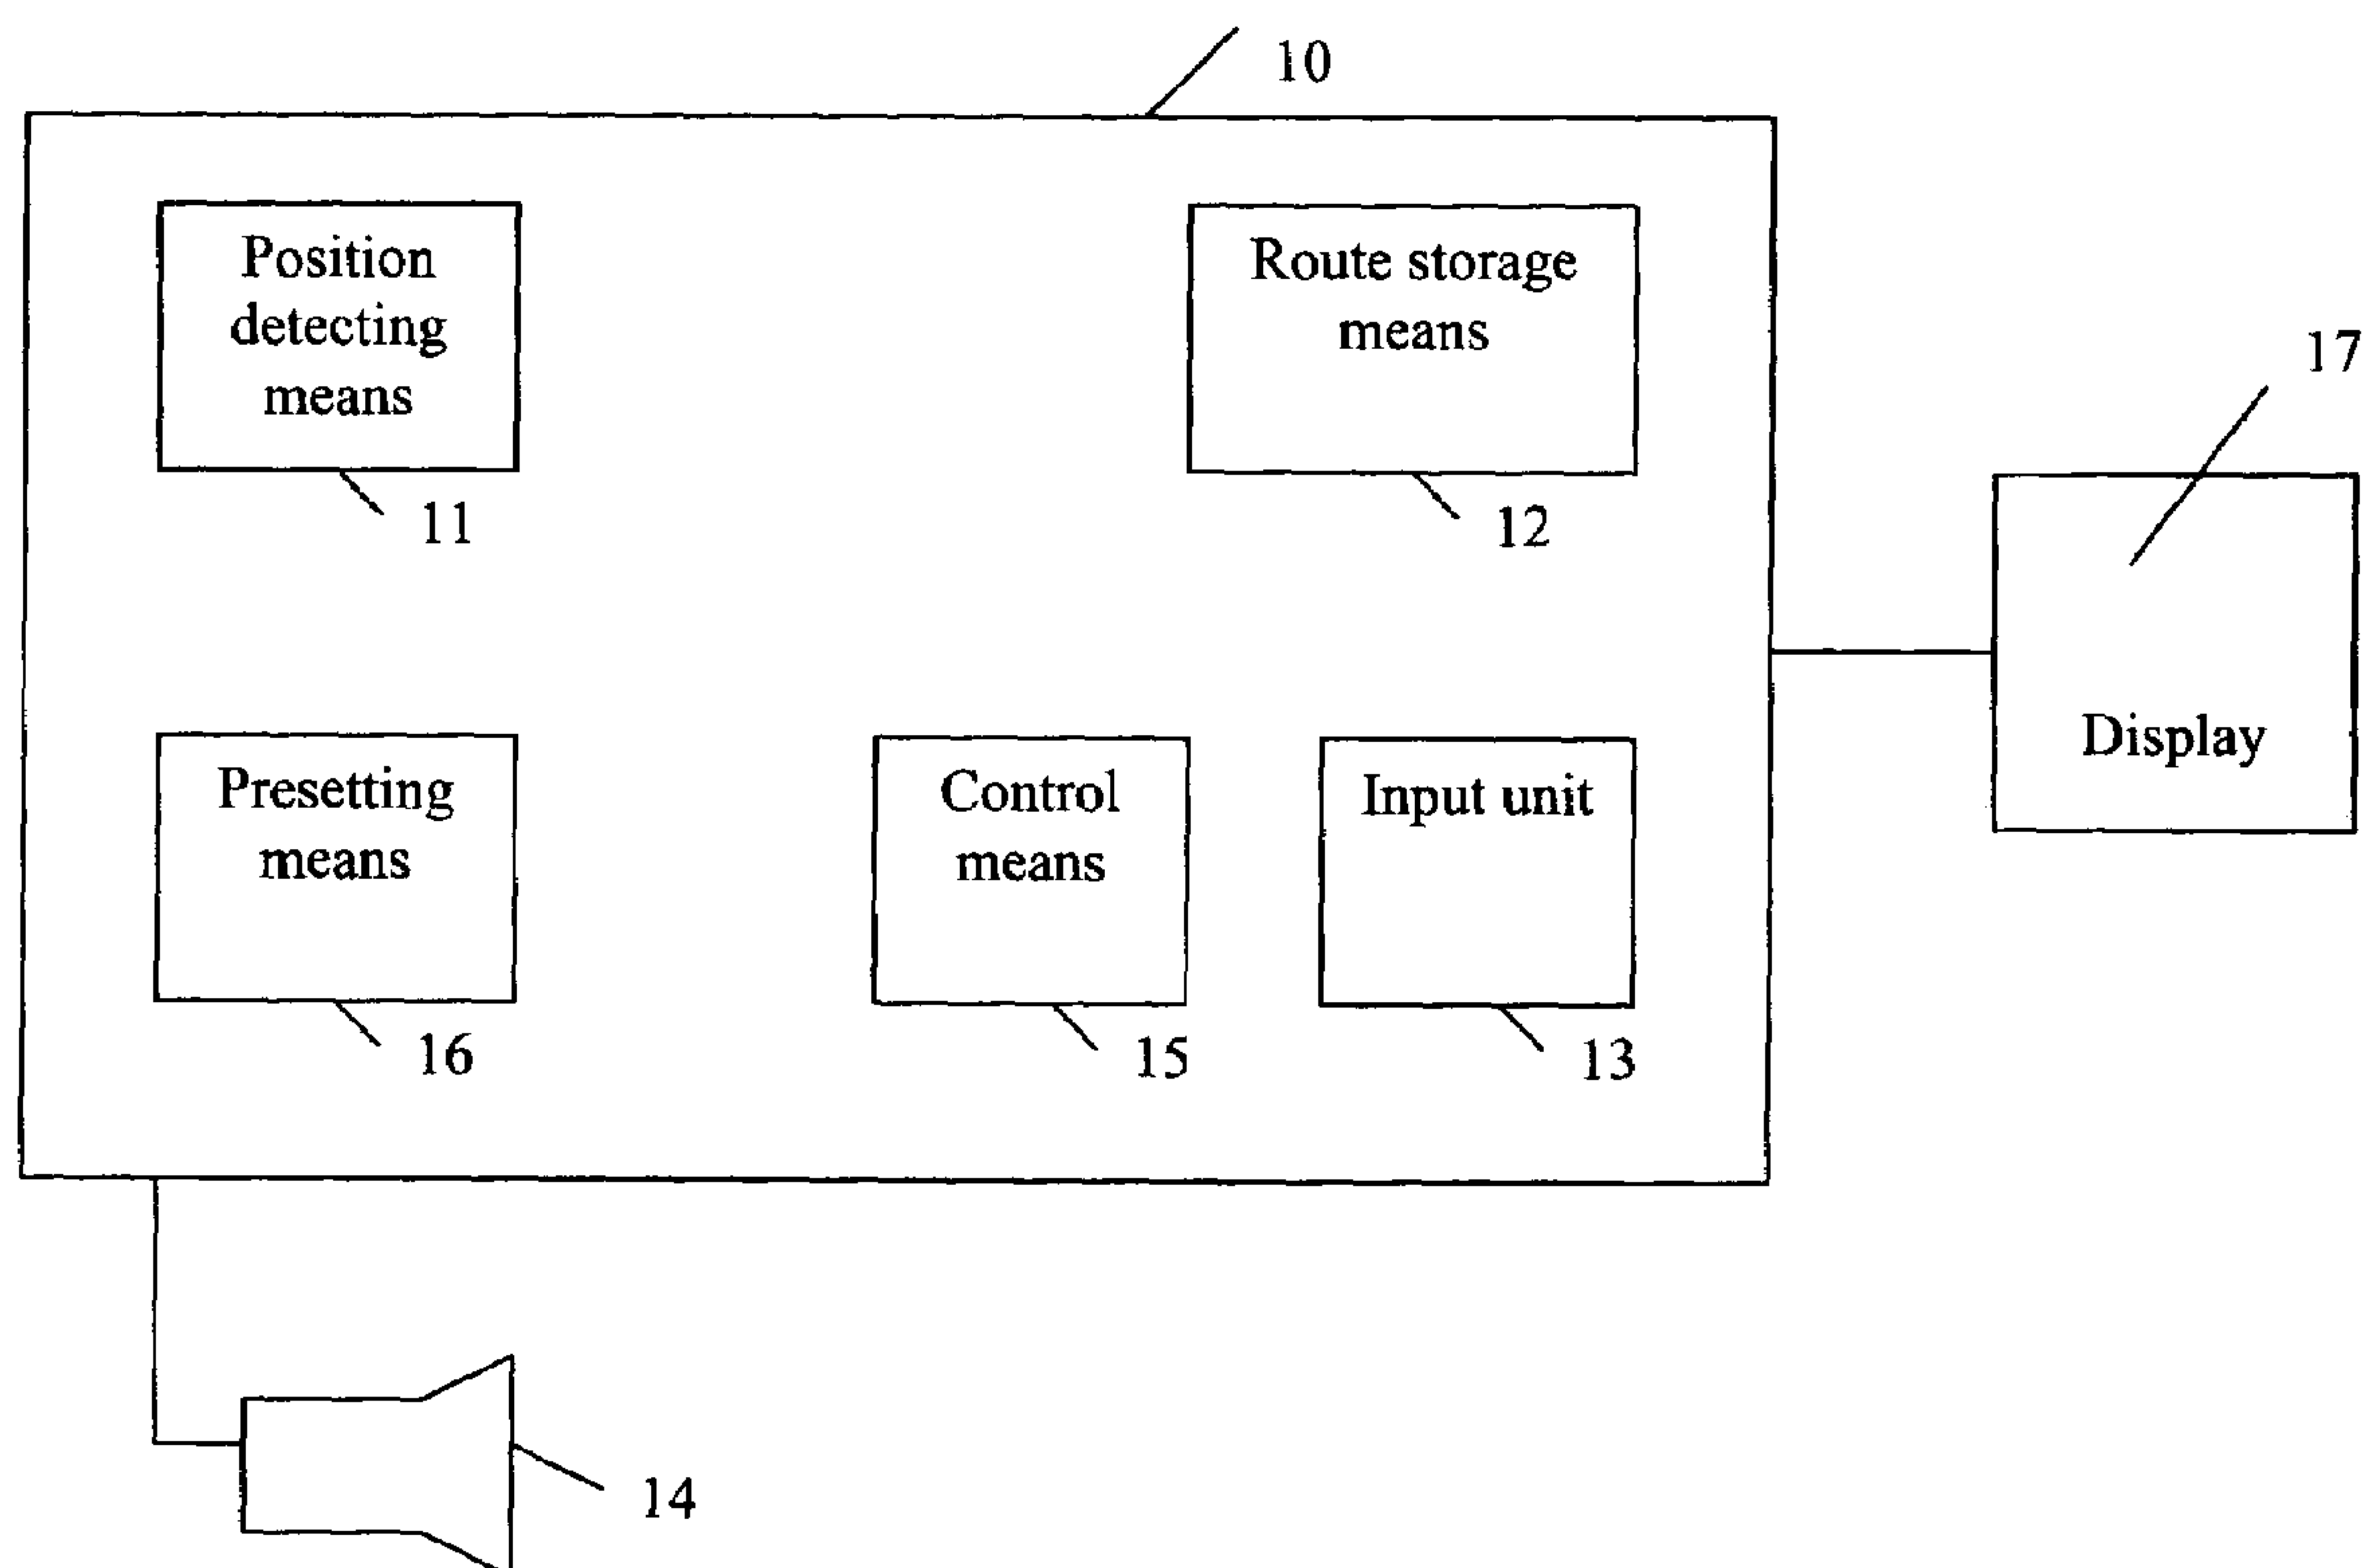 10
Position
detecting
means
11
Route storage
means
12
17
Display
Presetting
means
16
Control
means
15
Input unit
13
14